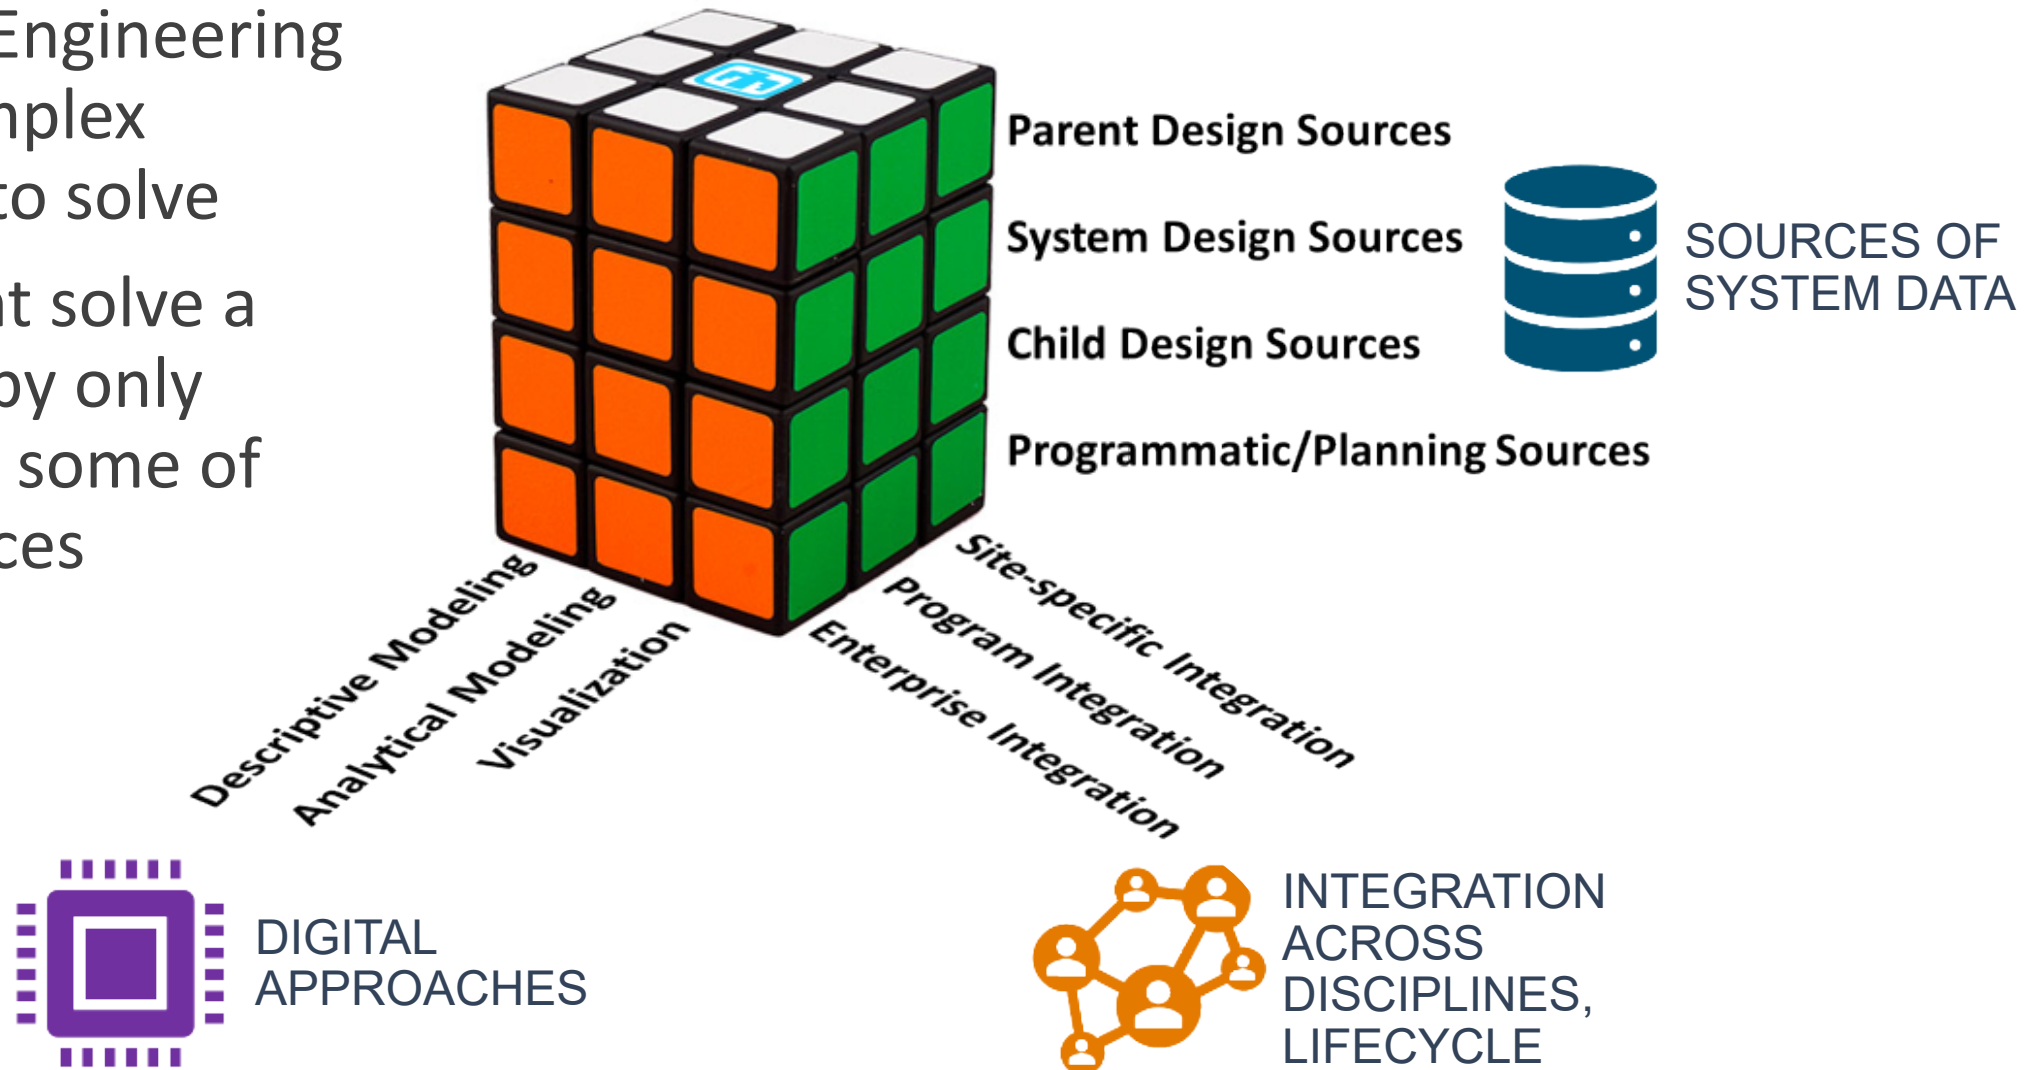 Engineering
mplex
to solve
t solve a
by only
some of
ces
Parent Design Sources
System Design Sources
Child Design Sources
Programmatic/Planning Sources
SOURCES OF
SYSTEM DATA
Descriptive Modeling
Analytical Modeling
Visualization
Site-specific Integration
Program Integration
Enterprise Integration
DIGITAL
APPROACHES
INTEGRATION
ACROSS
DISCIPLINES,
LIFECYCLE